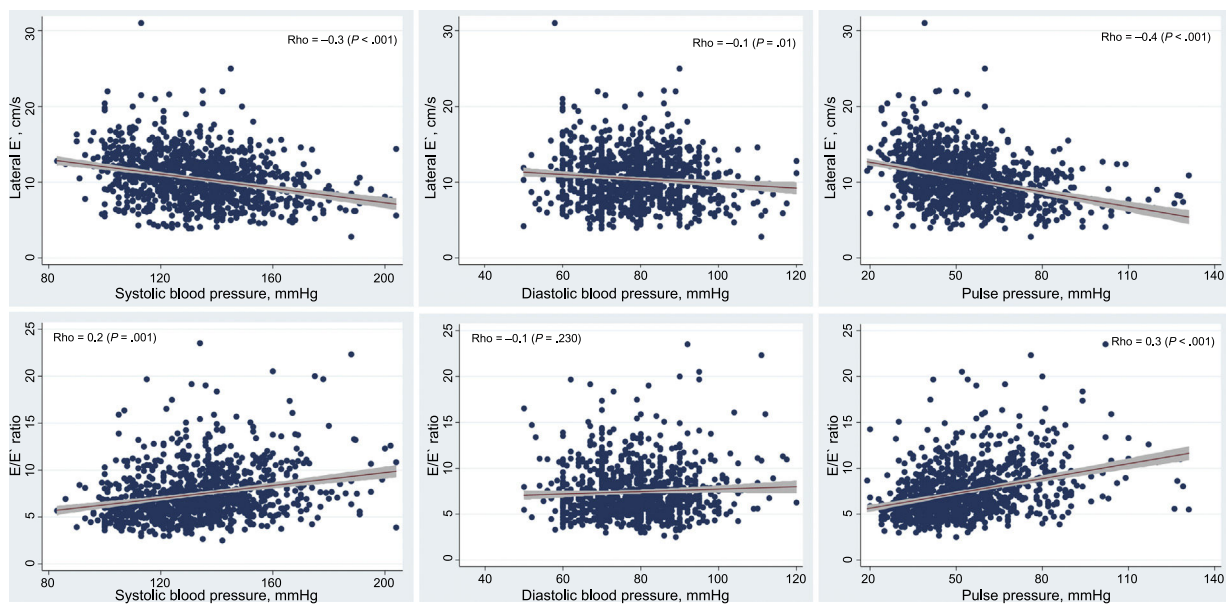 Rho = –0.3 (P < .001)
Lateral E`, cm/s
30
20
10
0
80 120 160 200
Systolic blood pressure, mmHg
Rho = –0.1 (P = .01)
Lateral E`, cm/s
30
20
10
0
40 60 80 100 120
Diastolic blood pressure, mmHg
Rho = –0.4 (P < .001)
Lateral E`, cm/s
30
20
10
0
20 50 80 110 140
Pulse pressure, mmHg
Rho = 0.2 (P = .001)
E/E` ratio
25
20
15
10
5
0
80 120 160 200
Systolic blood pressure, mmHg
Rho = –0.1 (P = .230)
E/E` ratio
25
20
15
10
5
0
40 60 80 100 120
Diastolic blood pressure, mmHg
Rho = 0.3 (P < .001)
E/E` ratio
25
20
15
10
5
0
20 50 80 110 140
Pulse pressure, mmHg